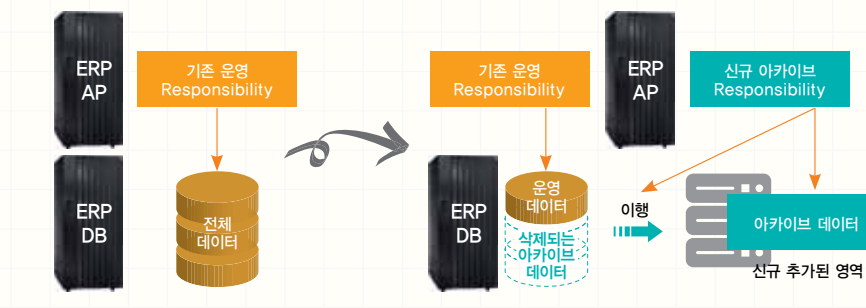 ERP
AP
기존 운영
Responsibility
ERP
DB
전체
데이터
기존 운영
Responsibility
ERP
AP
신규 아카이브
Responsibility
ERP
DB
운영
데이터
삭제되는
아카이브
데이터
이행
아카이브 데이터
신규 추가된 영역